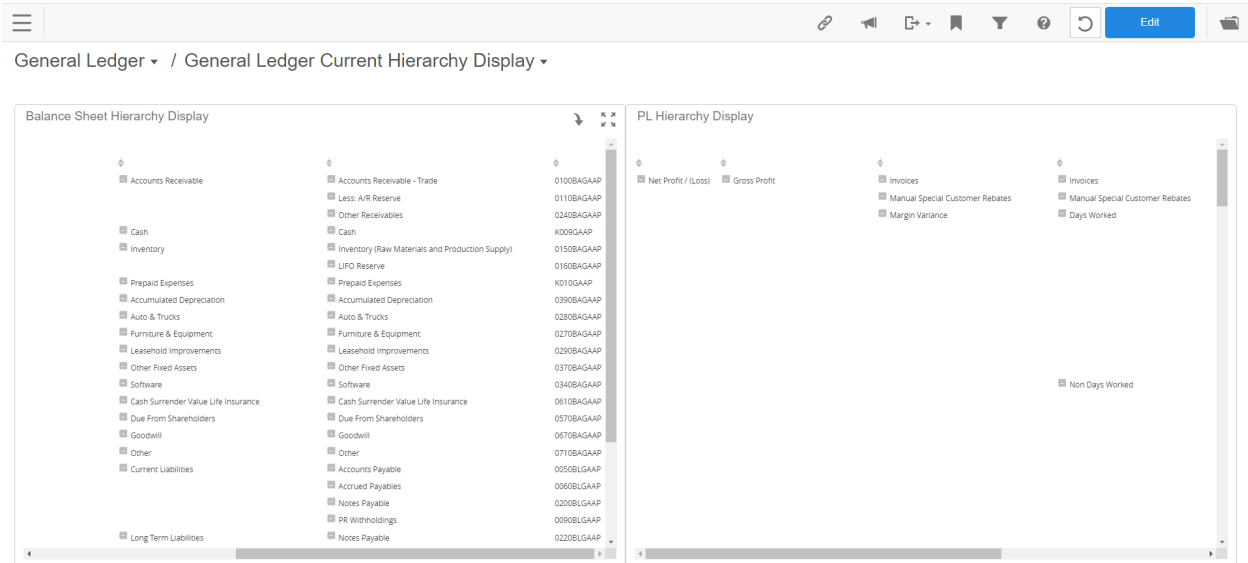 Edit
General Ledger / General Ledger Current Hierarchy Display
Balance Sheet Hierarchy Display
Accounts Receivable Accounts Receivable - Trade 0100BAGAAP
Less: A/R Reserve 0110BAGAAP
Other Receivables 0240BAGAAP
Cash Cash K009GAAP
Inventory Inventory (Raw Materials and Production Supply) 0150BAGAAP
LIFO Reserve 0160BAGAAP
Prepaid Expenses Prepaid Expenses K010GAAP
Accumulated Depreciation Accumulated Depreciation 0390BAGAAP
Auto & Trucks Auto & Trucks 0280BAGAAP
Furniture & Equipment Furniture & Equipment 0270BAGAAP
Leasehold Improvements Leasehold Improvements 0290BAGAAP
Other Fixed Assets Other Fixed Assets 0370BAGAAP
Software Software 0340BAGAAP
Cash Surrender Value Life Insurance Cash Surrender Value Life Insurance 0610BAGAAP
Due From Shareholders Due From Shareholders 0570BAGAAP
Goodwill Goodwill 0670BAGAAP
Other Other 0710BAGAAP
Current Liabilities Accounts Payable 0050BLGAAP
Accrued Payables 0060BLGAAP
Notes Payable 0200BLGAAP
PR Withholdings 0090BLGAAP
Long Term Liabilities Notes Payable 0220BLGAAP
PL Hierarchy Display
Net Profit / (Loss) Gross Profit Invoices Invoices
Manual Special Customer Rebates Manual Special Customer Rebates
Margin Variance Days Worked
Non Days Worked